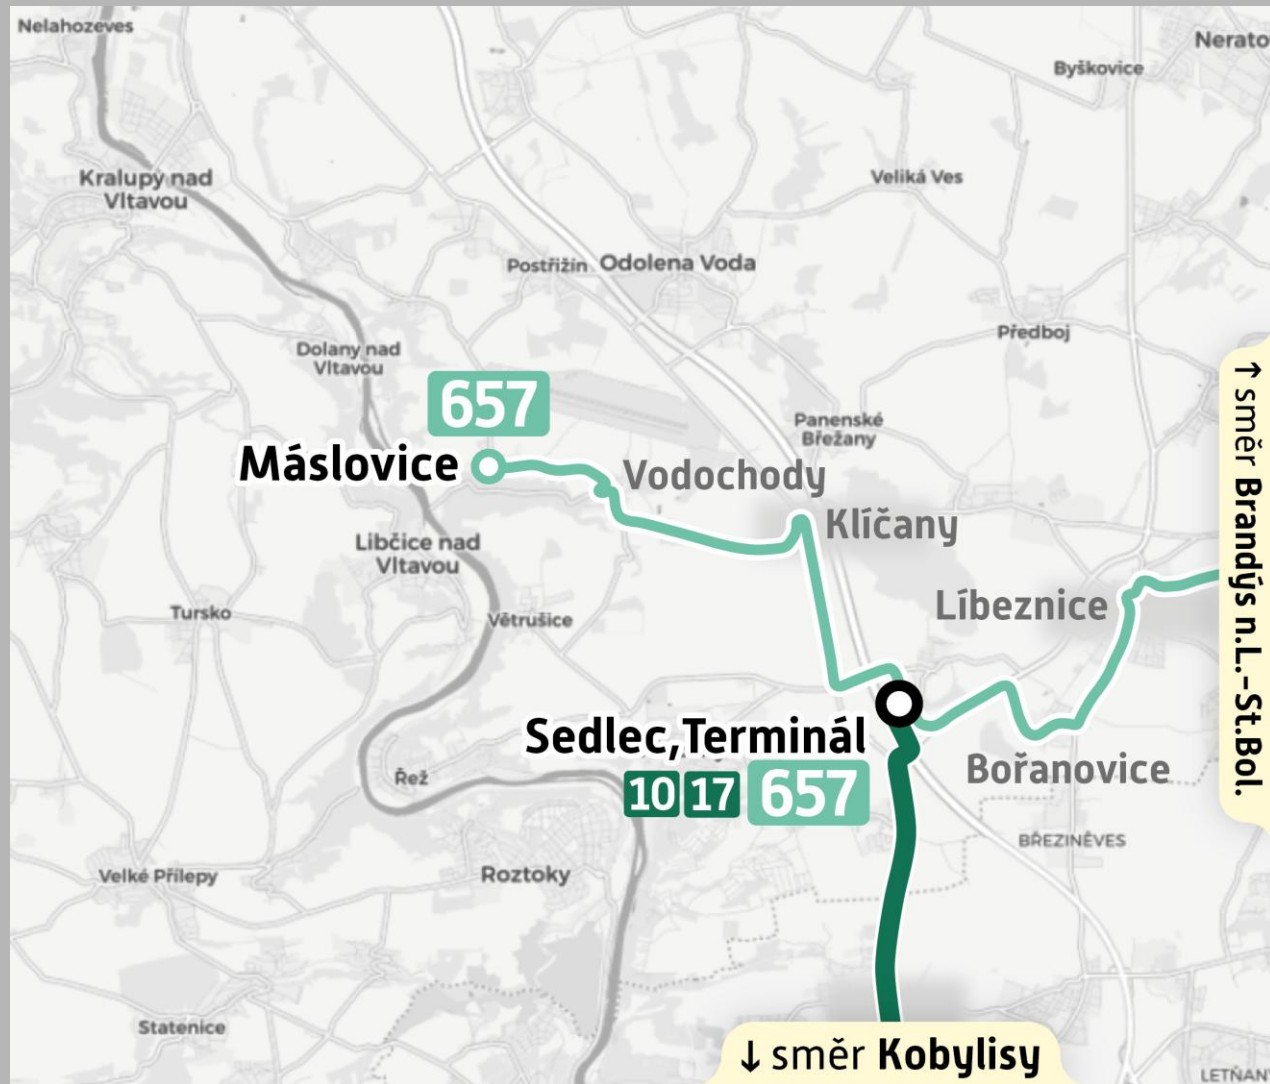 Nelahozeves
Nerato
Byškovice
Kralupy nad
Vltavou
Veliká Ves
Postřižín
Odolena Voda
Předboj
Dolany nad
Vltavou
↑ směr Brandýs n.L.-St.Bol.
657
Panenské
Břežany
Máslovice
Vodochody
Klíčany
Libčice nad
Vltavou
Líbeznice
Tursko
Větrušice
Sedlec,Terminál
10 17 657
Bořanovice
Řež
BŘEZINĚVES
Velké Přílepy
Roztoky
Statenice
↓ směr Kobylisy
LETŇAN